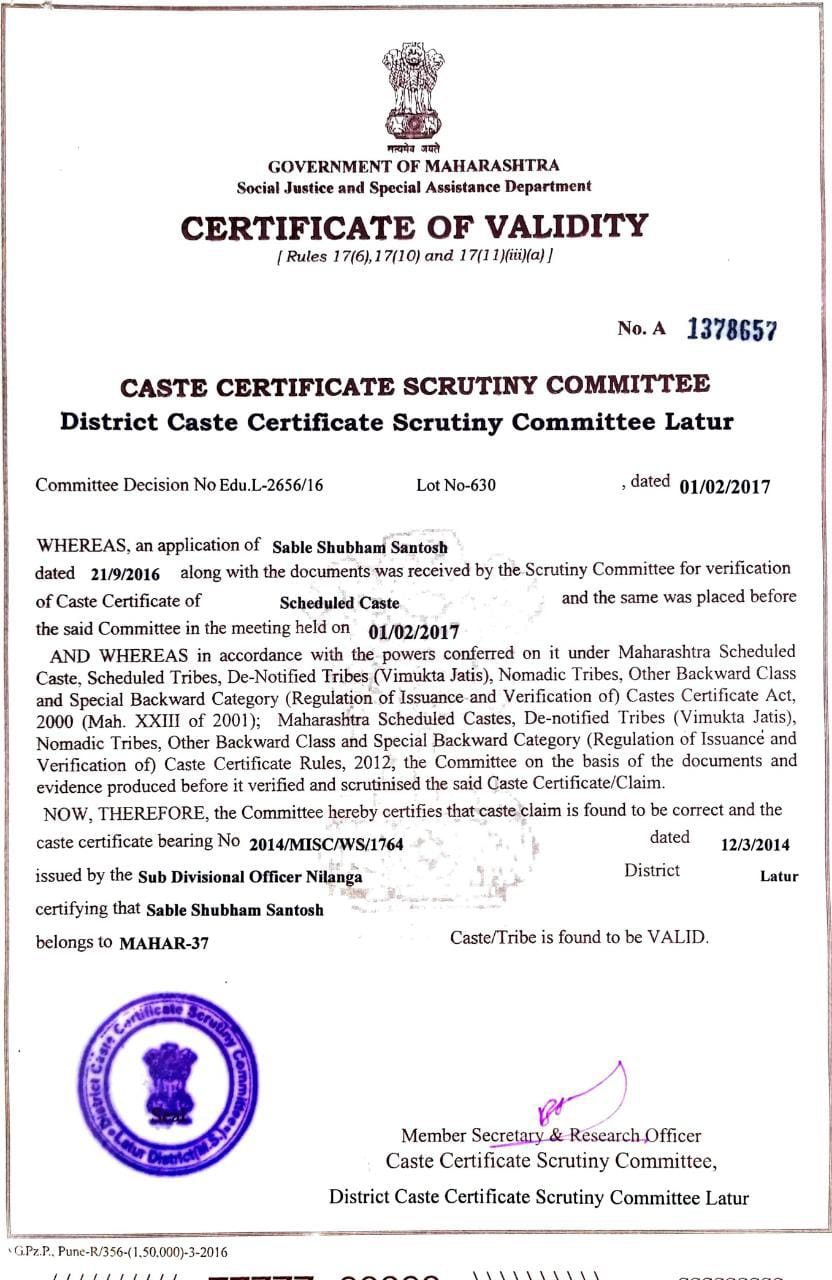 सत्यमेव जयते
GOVERNMENT OF MAHARASHTRA
Social Justice and Special Assistance Department
CERTIFICATE OF VALIDITY
[ Rules 17(6),17(10) and 17(11)(iii)(a) ]
No. A 1378657
CASTE CERTIFICATE SCRUTINY COMMITTEE
District Caste Certificate Scrutiny Committee Latur
Committee Decision No Edu.L-2656/16 Lot No-630 , dated 01/02/2017
WHEREAS, an application of Sable Shubham Santosh
dated 21/9/2016 along with the documents was received by the Scrutiny Committee for verification
of Caste Certificate of Scheduled Caste and the same was placed before
the said Committee in the meeting held on 01/02/2017
AND WHEREAS in accordance with the powers conferred on it under Maharashtra Scheduled
Caste, Scheduled Tribes, De-Notified Tribes (Vimukta Jatis), Nomadic Tribes, Other Backward Class
and Special Backward Category (Regulation of Issuance and Verification of) Castes Certificate Act,
2000 (Mah. XXIII of 2001); Maharashtra Scheduled Castes, De-notified Tribes (Vimukta Jatis),
Nomadic Tribes, Other Backward Class and Special Backward Category (Regulation of Issuance and
Verification of) Caste Certificate Rules, 2012, the Committee on the basis of the documents and
evidence produced before it verified and scrutinised the said Caste Certificate/Claim.
NOW, THEREFORE, the Committee hereby certifies that caste claim is found to be correct and the
caste certificate bearing No 2014/MISC/WS/1764 dated 12/3/2014
issued by the Sub Divisional Officer Nilanga District Latur
certifying that Sable Shubham Santosh
belongs to MAHAR-37 Caste/Tribe is found to be VALID.
District Caste Certificate Scrutiny Committee
Seal
Latur District(M.S.)
Member Secretary & Research Officer
Caste Certificate Scrutiny Committee,
District Caste Certificate Scrutiny Committee Latur
G.Pz.P., Pune-R/356-(1,50,000)-3-2016